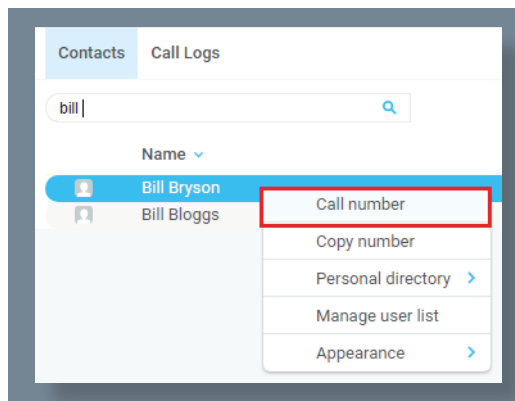 Contacts Call Logs
bill
Name
Bill Bryson
Bill Bloggs
Call number
Copy number
Personal directory
Manage user list
Appearance